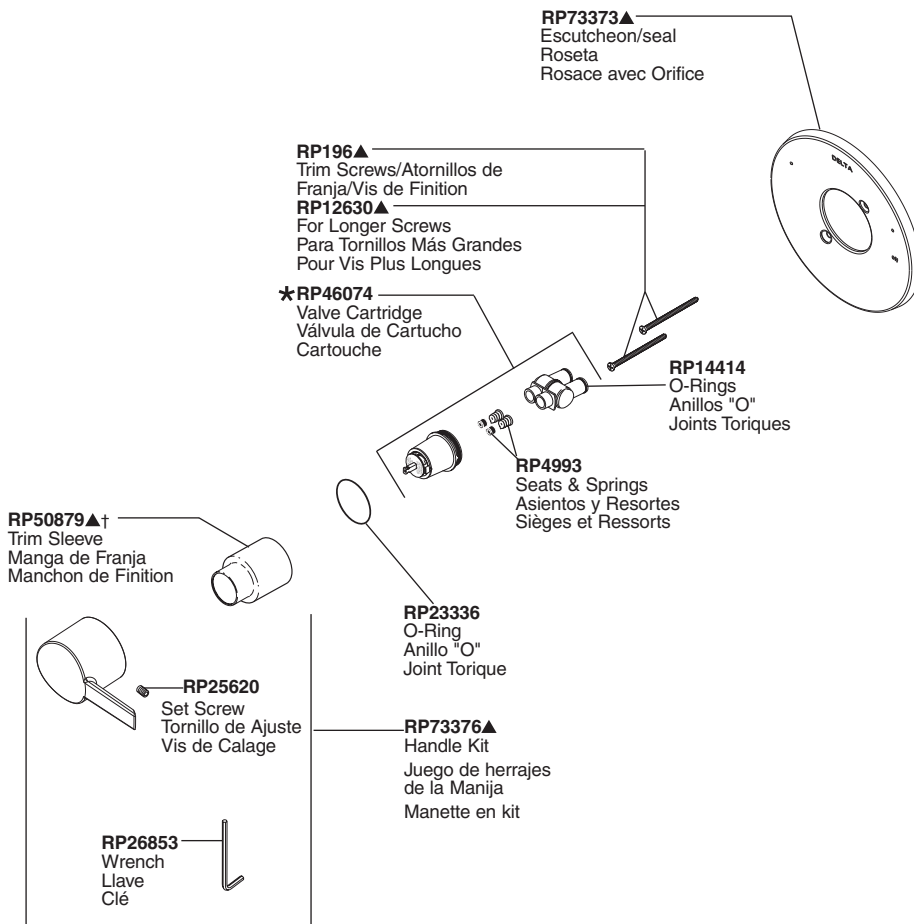 RP73373▲
Escutcheon/seal
Roseta
Rosace avec Orifice
DELTA
RP196▲
Trim Screws/Atornillos de
Franja/Vis de Finition
RP12630▲
For Longer Screws
Para Tornillos Más Grandes
Pour Vis Plus Longues
★RP46074
Valve Cartridge
Válvula de Cartucho
Cartouche
RP14414
O-Rings
Anillos "O"
Joints Toriques
RP4993
Seats & Springs
Asientos y Resortes
Sièges et Ressorts
RP50879▲†
Trim Sleeve
Manga de Franja
Manchon de Finition
RP23336
O-Ring
Anillo "O"
Joint Torique
RP25620
Set Screw
Tornillo de Ajuste
Vis de Calage
RP73376▲
Handle Kit
Juego de herrajes
de la Manija
Manette en kit
RP26853
Wrench
Llave
Clé